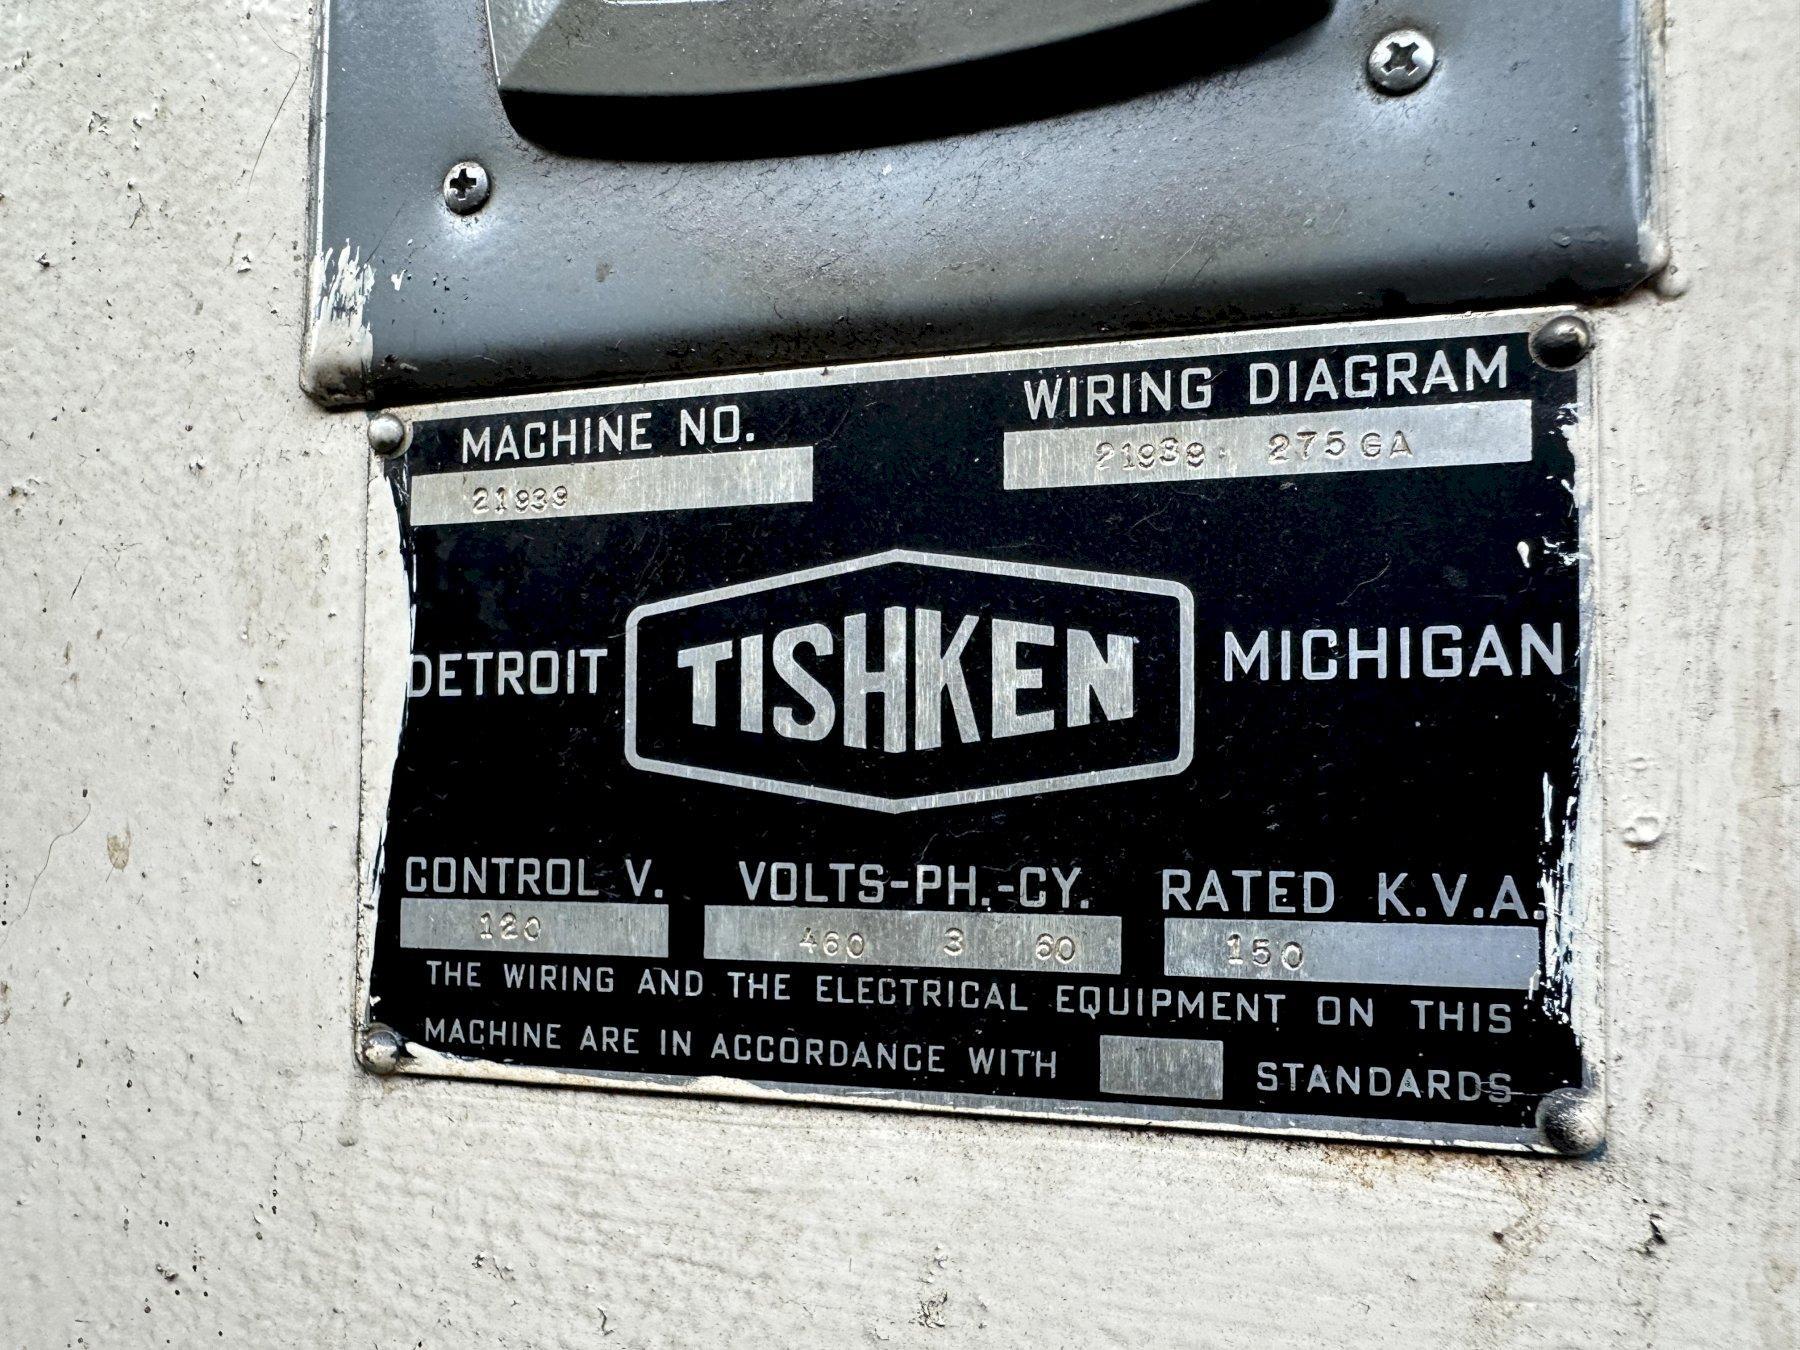 MACHINE NO. WIRING DIAGRAM
21939 21939 275 GA
DETROIT TISHKEN MICHIGAN
CONTROL V. VOLTS-PH.-CY. RATED K.V.A.
120 460 3 60 150
THE WIRING AND THE ELECTRICAL EQUIPMENT ON THIS
MACHINE ARE IN ACCORDANCE WITH STANDARDS